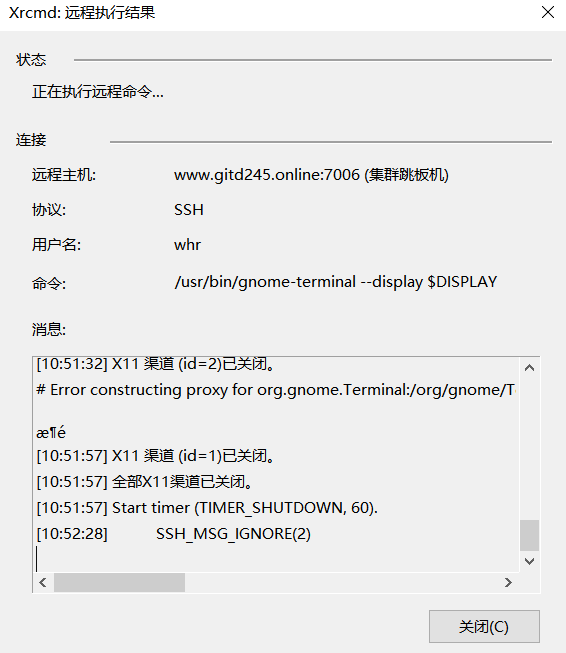 Xrcmd: 远程执行结果
状态
正在执行远程命令...
连接
远程主机: www.gitd245.online:7006 (集群跳板机)
协议: SSH
用户名: whr
命令: /usr/bin/gnome-terminal --display $DISPLAY
消息:
[10:51:32] X11 渠道 (id=2)已关闭。
# Error constructing proxy for org.gnome.Terminal:/org/gnome/T
æ¶é
[10:51:57] X11 渠道 (id=1)已关闭。
[10:51:57] 全部X11渠道已关闭。
[10:51:57] Start timer (TIMER_SHUTDOWN, 60).
[10:52:28] SSH_MSG_IGNORE(2)
关闭(C)